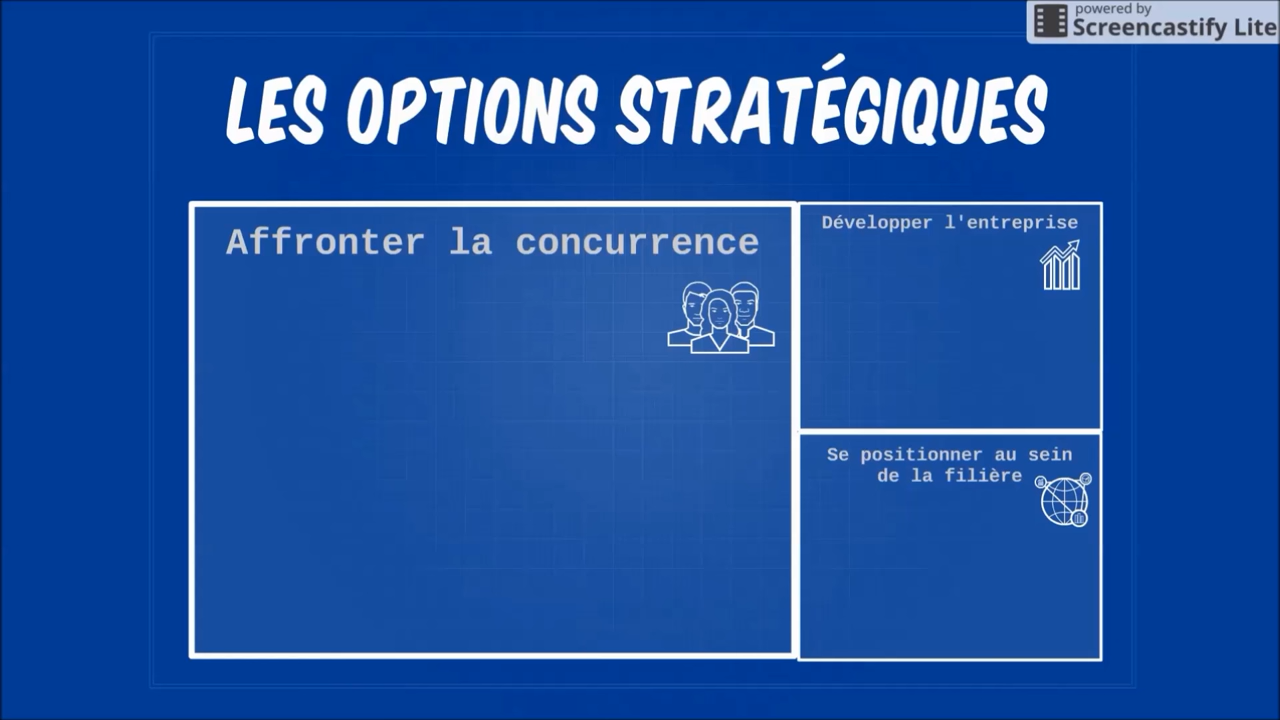 powered by
Screencastify Lite
LES OPTIONS STRATÉGIQUES
Affronter la concurrence
Développer l'entreprise
Se positionner au sein
de la filière